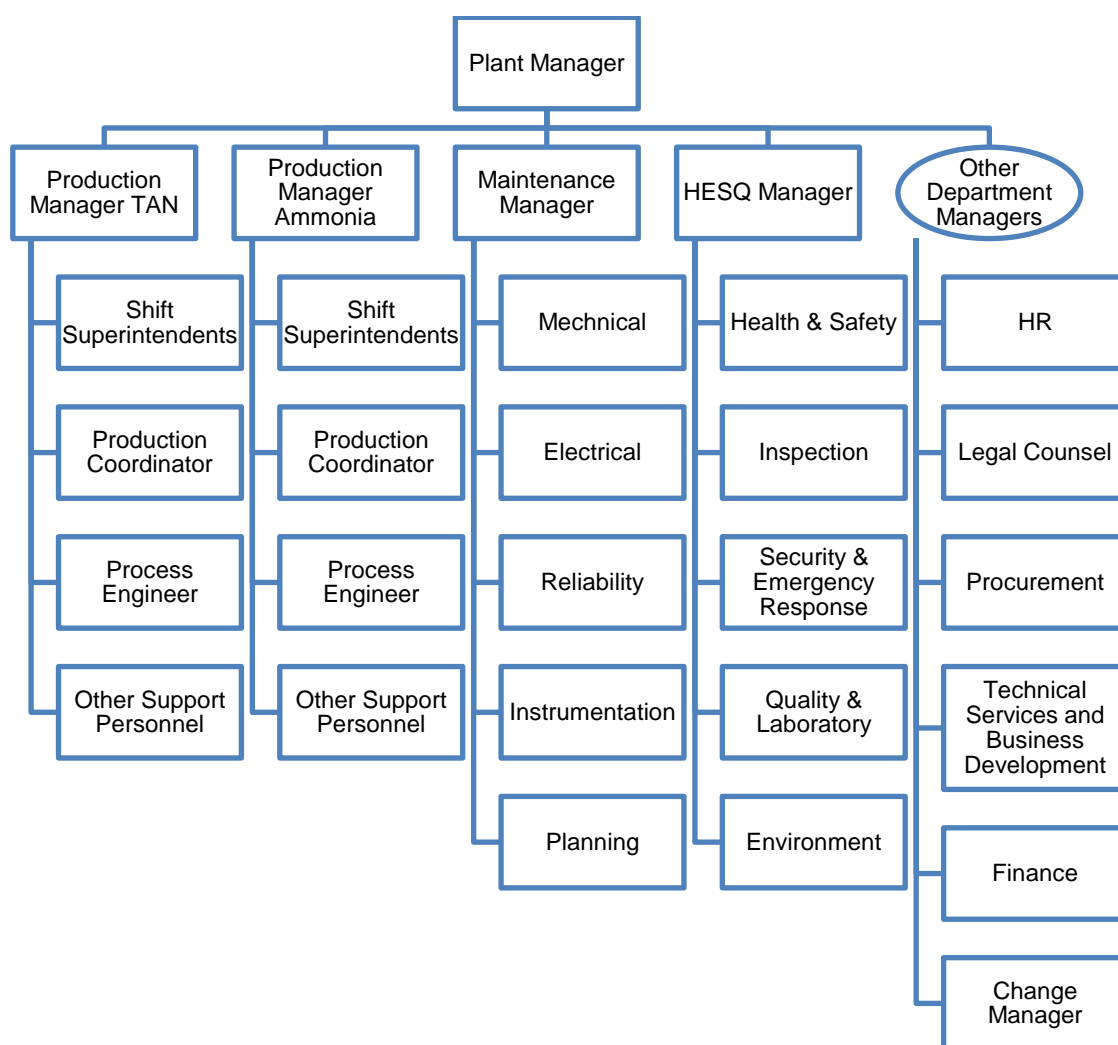 Plant Manager
Production
Manager TAN
Production
Manager
Ammonia
Maintenance
Manager
HESQ Manager
Other
Department
Managers
Shift
Superintendents
Production
Coordinator
Process
Engineer
Other Support
Personnel
Shift
Superintendents
Production
Coordinator
Process
Engineer
Other Support
Personnel
Mechnical
Electrical
Reliability
Instrumentation
Planning
Health & Safety
Inspection
Security &
Emergency
Response
Quality &
Laboratory
Environment
HR
Legal Counsel
Procurement
Technical
Services and
Business
Development
Finance
Change
Manager